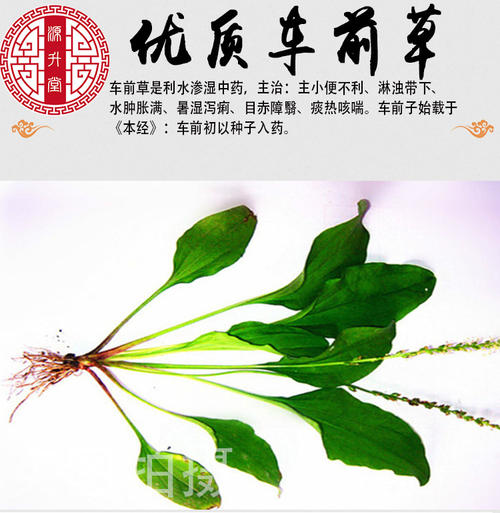 源升堂
优质车前草
车前草是利水渗湿中药，主治：主小便不利、淋浊带下、
水肿胀满、暑湿泻痢、目赤障翳、痰热咳喘。车前子始载于
《本经》：车前初以种子入药。
拍摄